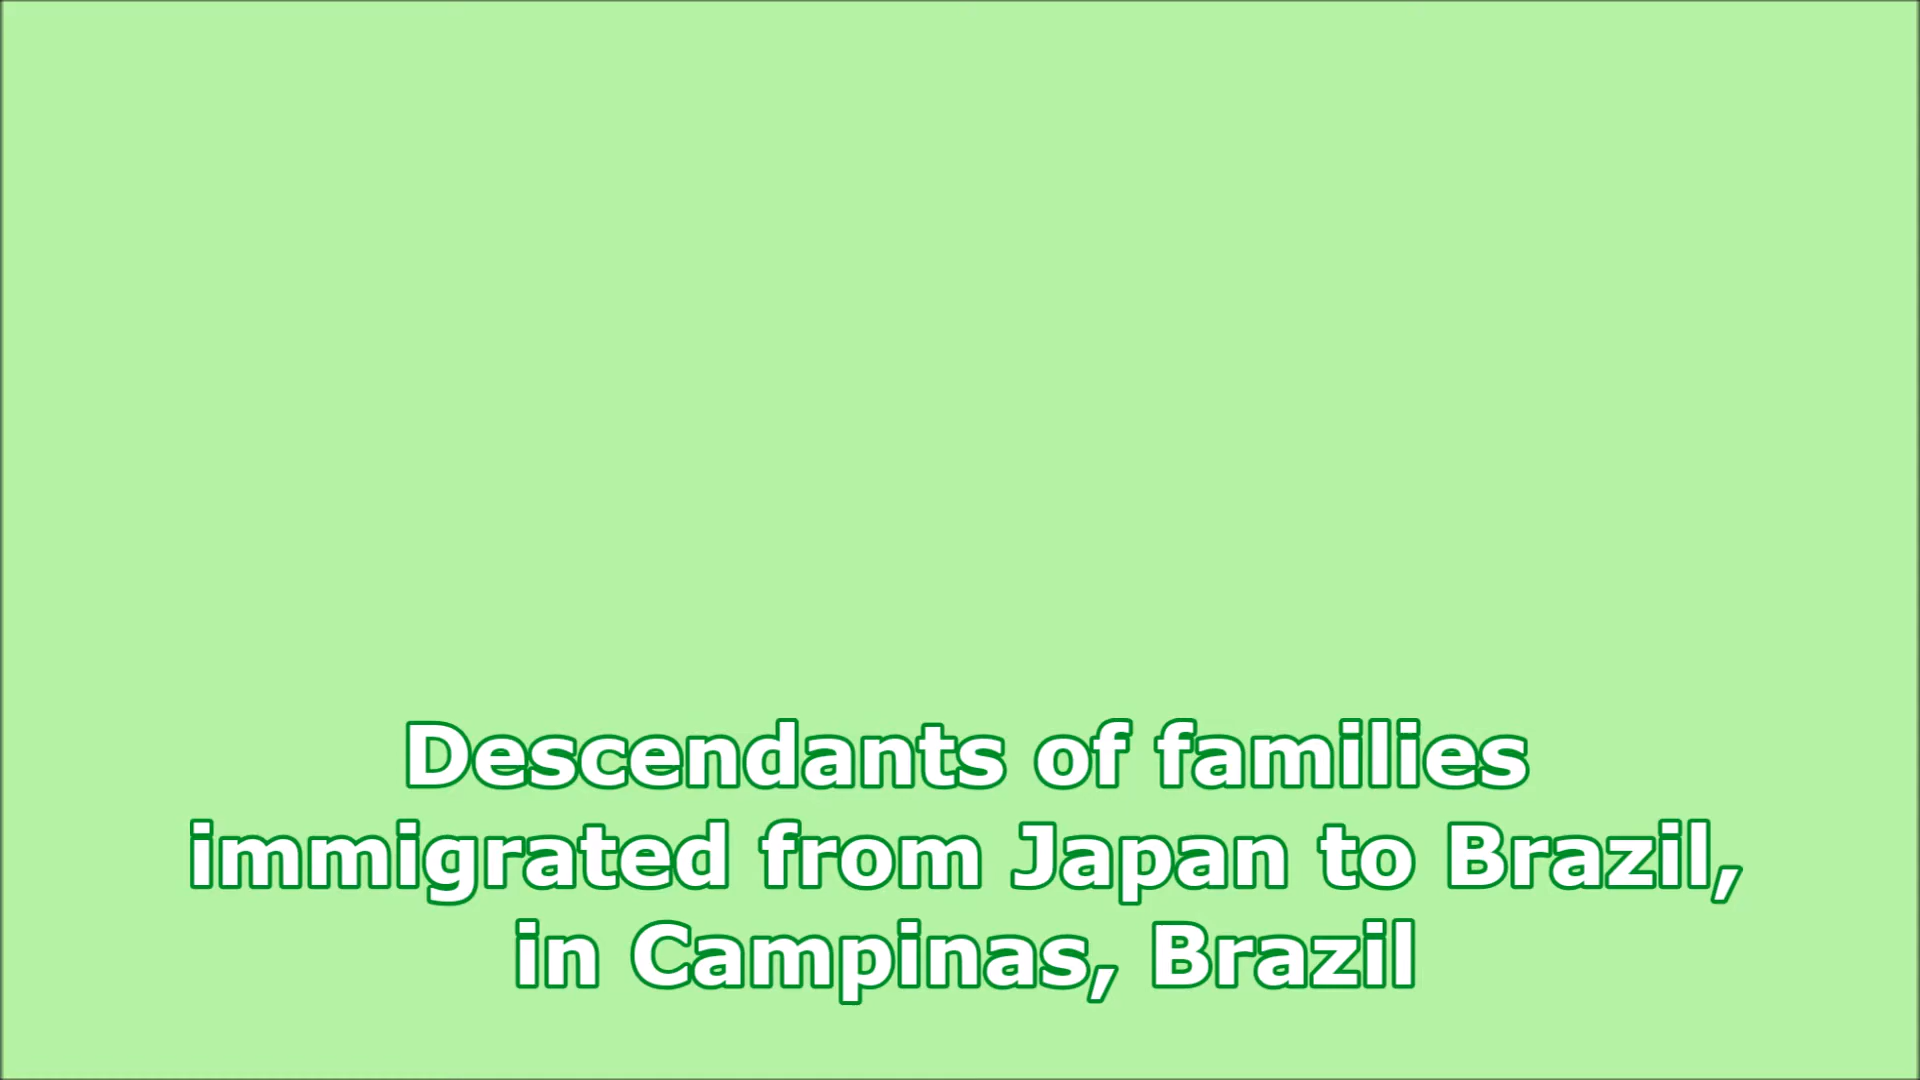 Descendants of families
immigrated from Japan to Brazil,
in Campinas, Brazil